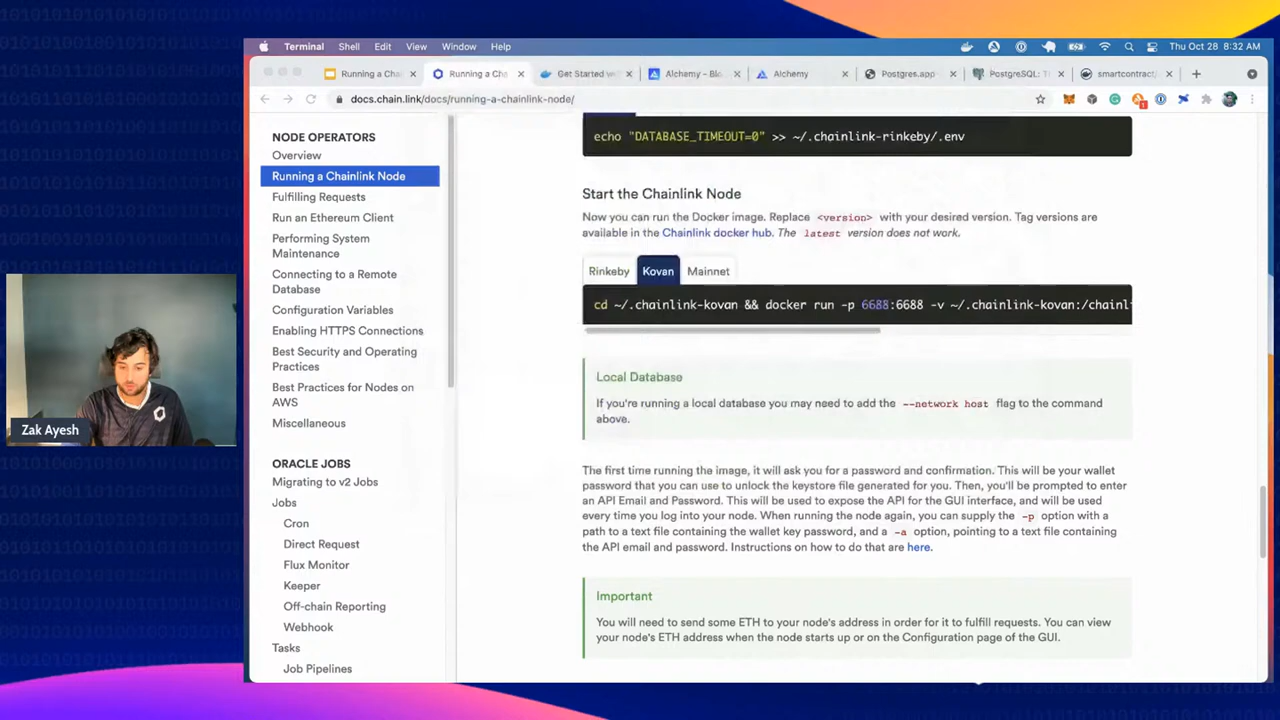 Terminal Shell Edit View Window Help Thu Oct 28 8:32 AM
Running a Cha Running a Cho Get Started w Alchemy - Blo Alchemy Postgres.app PostgreSQL: T smartcontract/
docs.chain.link/docs/running-a-chainlink-node/
NODE OPERATORS
Overview
Running a Chainlink Node
Fulfilling Requests
Run an Ethereum Client
Performing System
Maintenance
Connecting to a Remote
Database
Configuration Variables
Enabling HTTPS Connections
Best Security and Operating
Practices
Best Practices for Nodes on
AWS
Miscellaneous
ORACLE JOBS
Migrating to v2 Jobs
Jobs
Cron
Direct Request
Flux Monitor
Keeper
Off-chain Reporting
Webhook
Tasks
Job Pipelines
echo "DATABASE_TIMEOUT=0" >> ~/.chainlink-rinkeby/.env
Start the Chainlink Node
Now you can run the Docker image. Replace <version> with your desired version. Tag versions are
available in the Chainlink docker hub. The latest version does not work.
Rinkeby Kovan Mainnet
cd ~/.chainlink-kovan && docker run -p 6688:6688 -v ~/.chainlink-kovan:/chainl
Local Database
If you're running a local database you may need to add the --network host flag to the command
above.
The first time running the image, it will ask you for a password and confirmation. This will be your wallet
password that you can use to unlock the keystore file generated for you. Then, you'll be prompted to enter
an API Email and Password. This will be used to expose the API for the GUI interface, and will be used
every time you log into your node. When running the node again, you can supply the -p option with a
path to a text file containing the wallet key password, and a -a option, pointing to a text file containing
the API email and password. Instructions on how to do that are here.
Important
You will need to send some ETH to your node's address in order for it to fulfill requests. You can view
your node's ETH address when the node starts up or on the Configuration page of the GUI.
Zak Ayesh